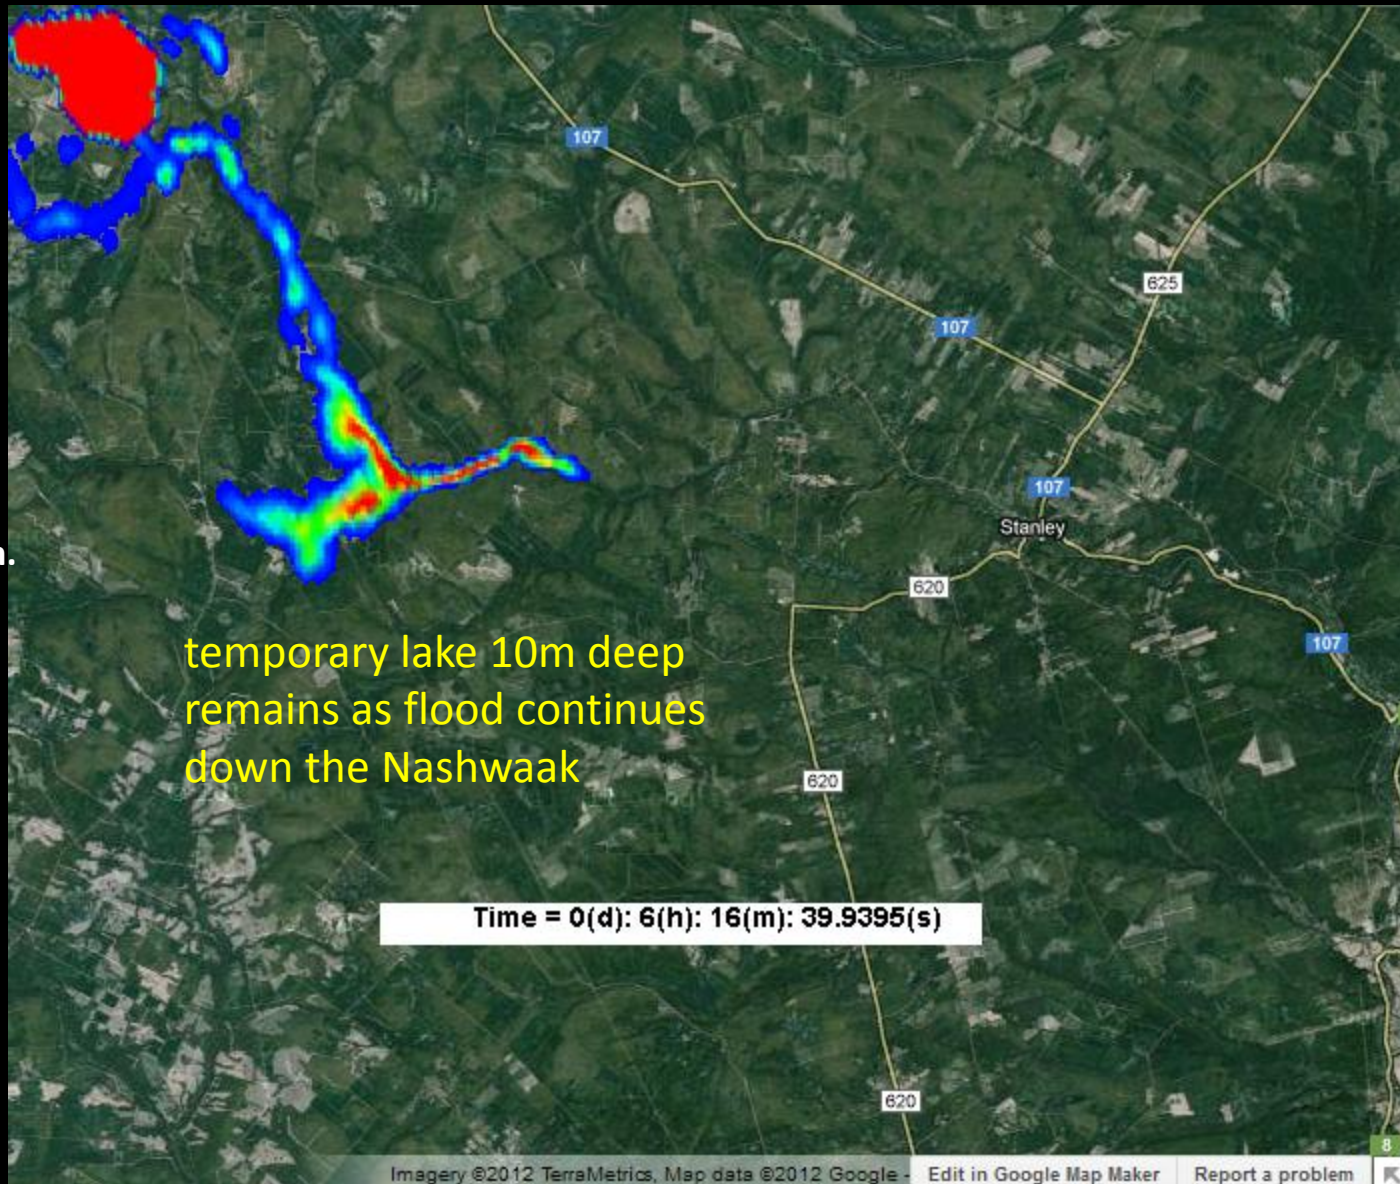 107
625
107
107
Stanley
620
n.
107
temporary lake 10m deep
remains as flood continues
down the Nashwaak
620
Time = 0(d): 6(h): 16(m): 39.9395(s)
620
8
Imagery ©2012 TerraMetrics, Map data ©2012 Google - Edit in Google Map Maker Report a problem